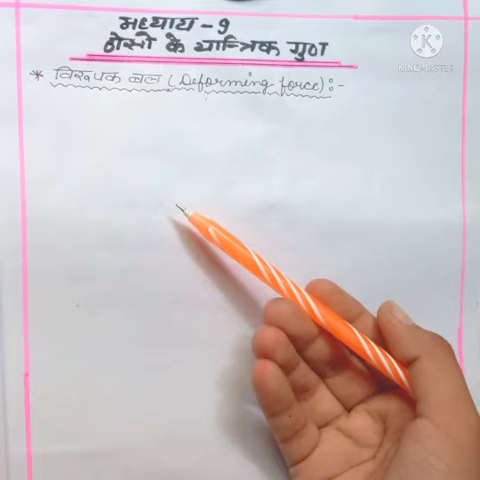 अध्याय - 9
ठोसो के यान्त्रिक गुण
* विरूपक बल (Deforming force):-
KINEMASTER